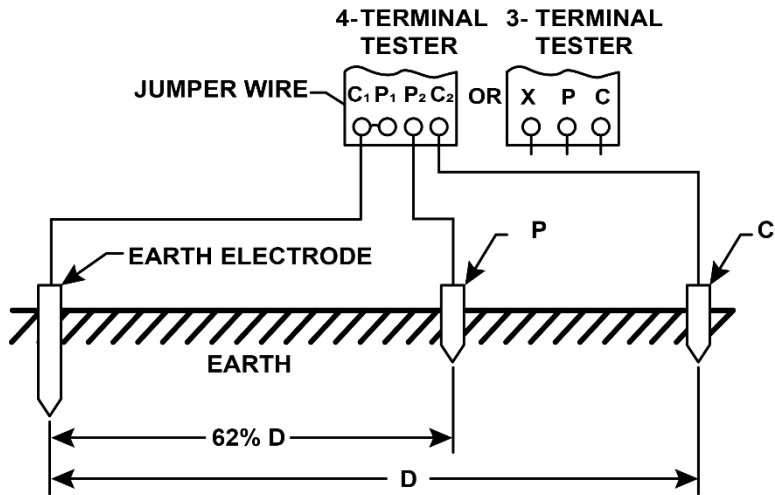 4-TERMINAL TESTER
3- TERMINAL TESTER
JUMPER WIRE
C₁ P₁ P₂ C₂
OR
X P C
EARTH ELECTRODE
P
C
EARTH
62% D
D